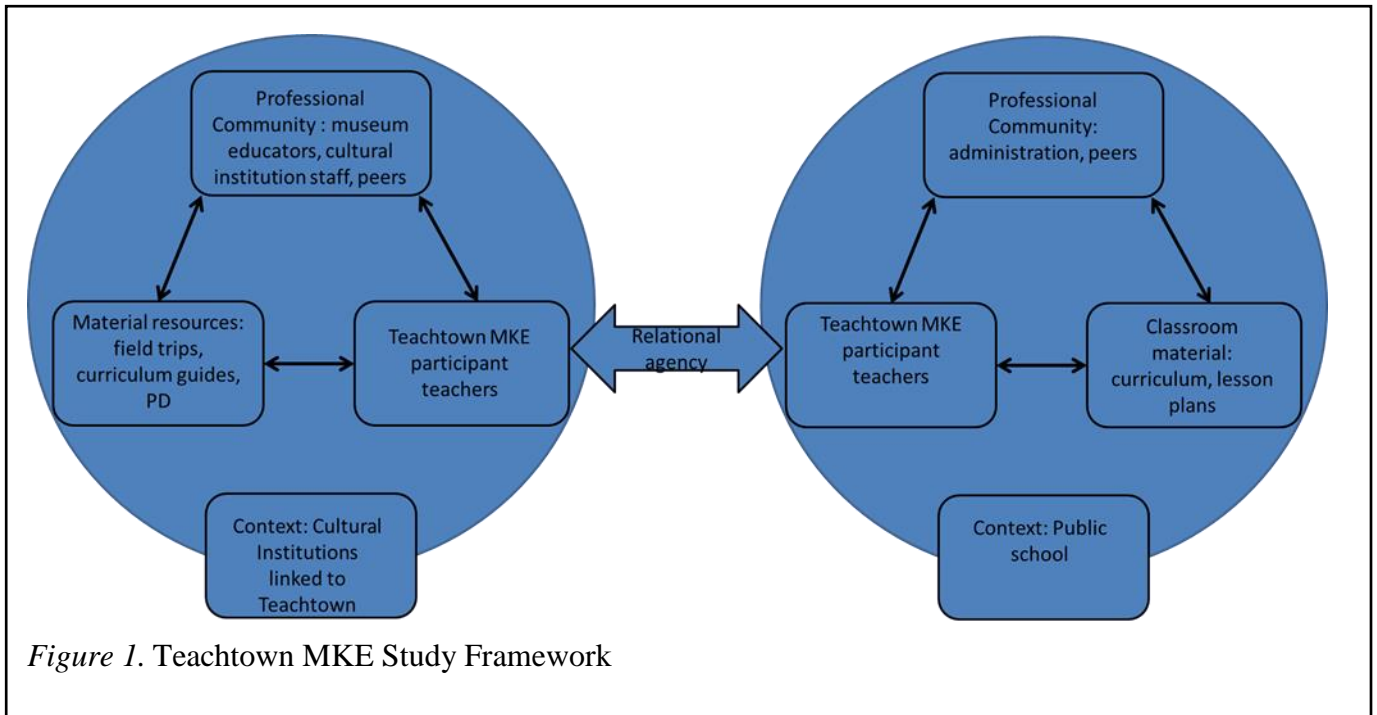 Professional
Community : museum
educators, cultural
institution staff, peers
Material resources:
field trips,
curriculum guides,
PD
Teachtown MKE
participant
teachers
Context: Cultural
Institutions
linked to
Teachtown
Relational
agency
Professional
Community:
administration, peers
Teachtown MKE
participant
teachers
Classroom
material:
curriculum, lesson
plans
Context: Public
school
Figure 1. Teachtown MKE Study Framework